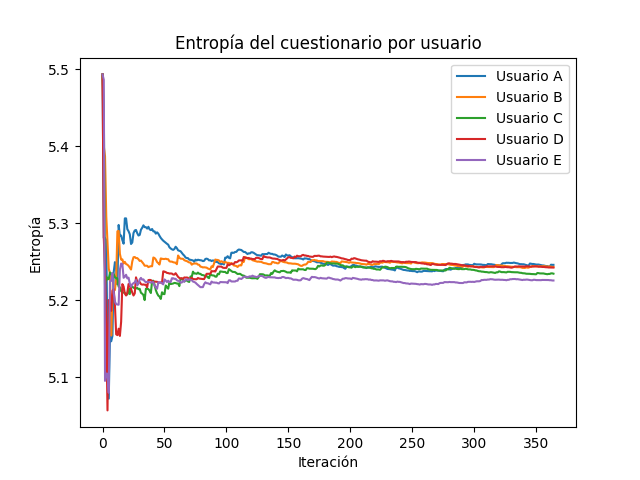 Entropía del cuestionario por usuario
Entropía
5.5
5.4
5.3
5.2
5.1
Usuario A
Usuario B
Usuario C
Usuario D
Usuario E
0 50 100 150 200 250 300 350
Iteración